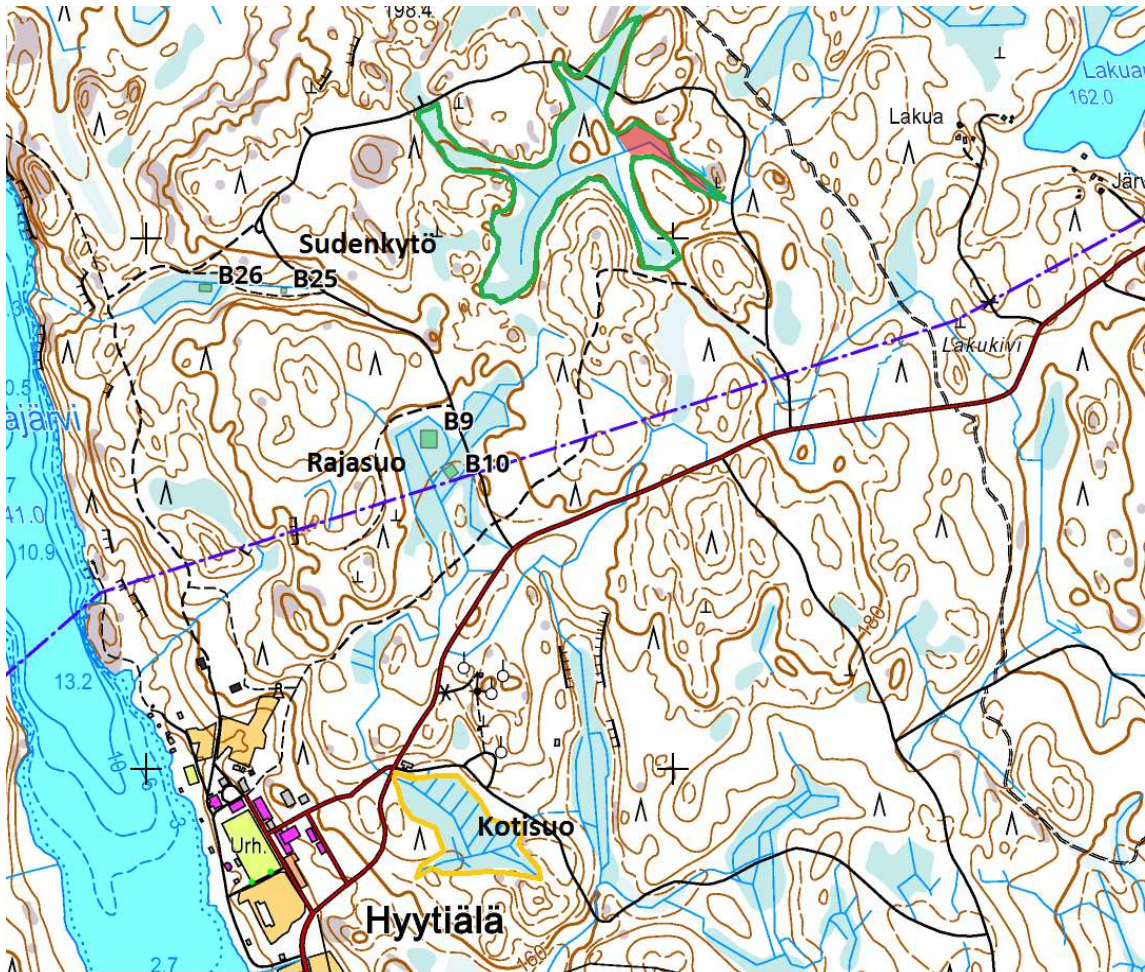 198.4
Lakua
162.0
Lakua
Järv
Sudenkytö
B26
B25
Lakukivi
ajärvi
B9
Rajasuo
B10
41.0
10.9
180
13.2
10
Kotisuo
Urh.
Hyytiälä
160
2.7